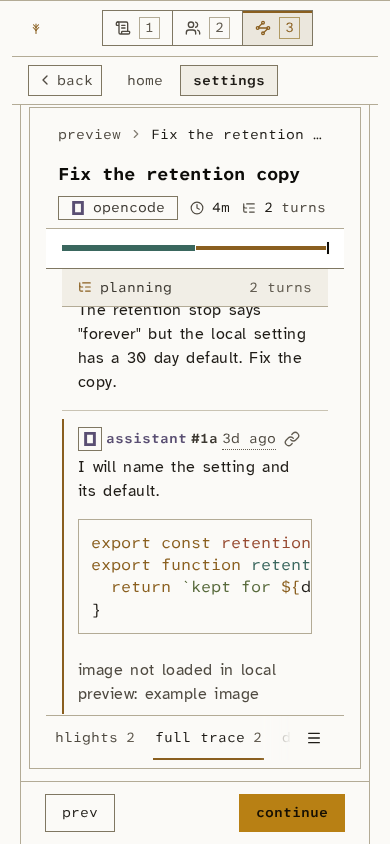 1 2 3
back home settings
preview > Fix the retention …
Fix the retention copy
opencode 4m 2 turns
planning 2 turns
The retention stop says
"forever" but the local setting
has a 30 day default. Fix the
copy.
assistant #1a 3d ago
I will name the setting and
its default.
export const retention
export function retent
return `kept for ${d
}
image not loaded in local
preview: example image
hlights 2 full trace 2 d
prev continue